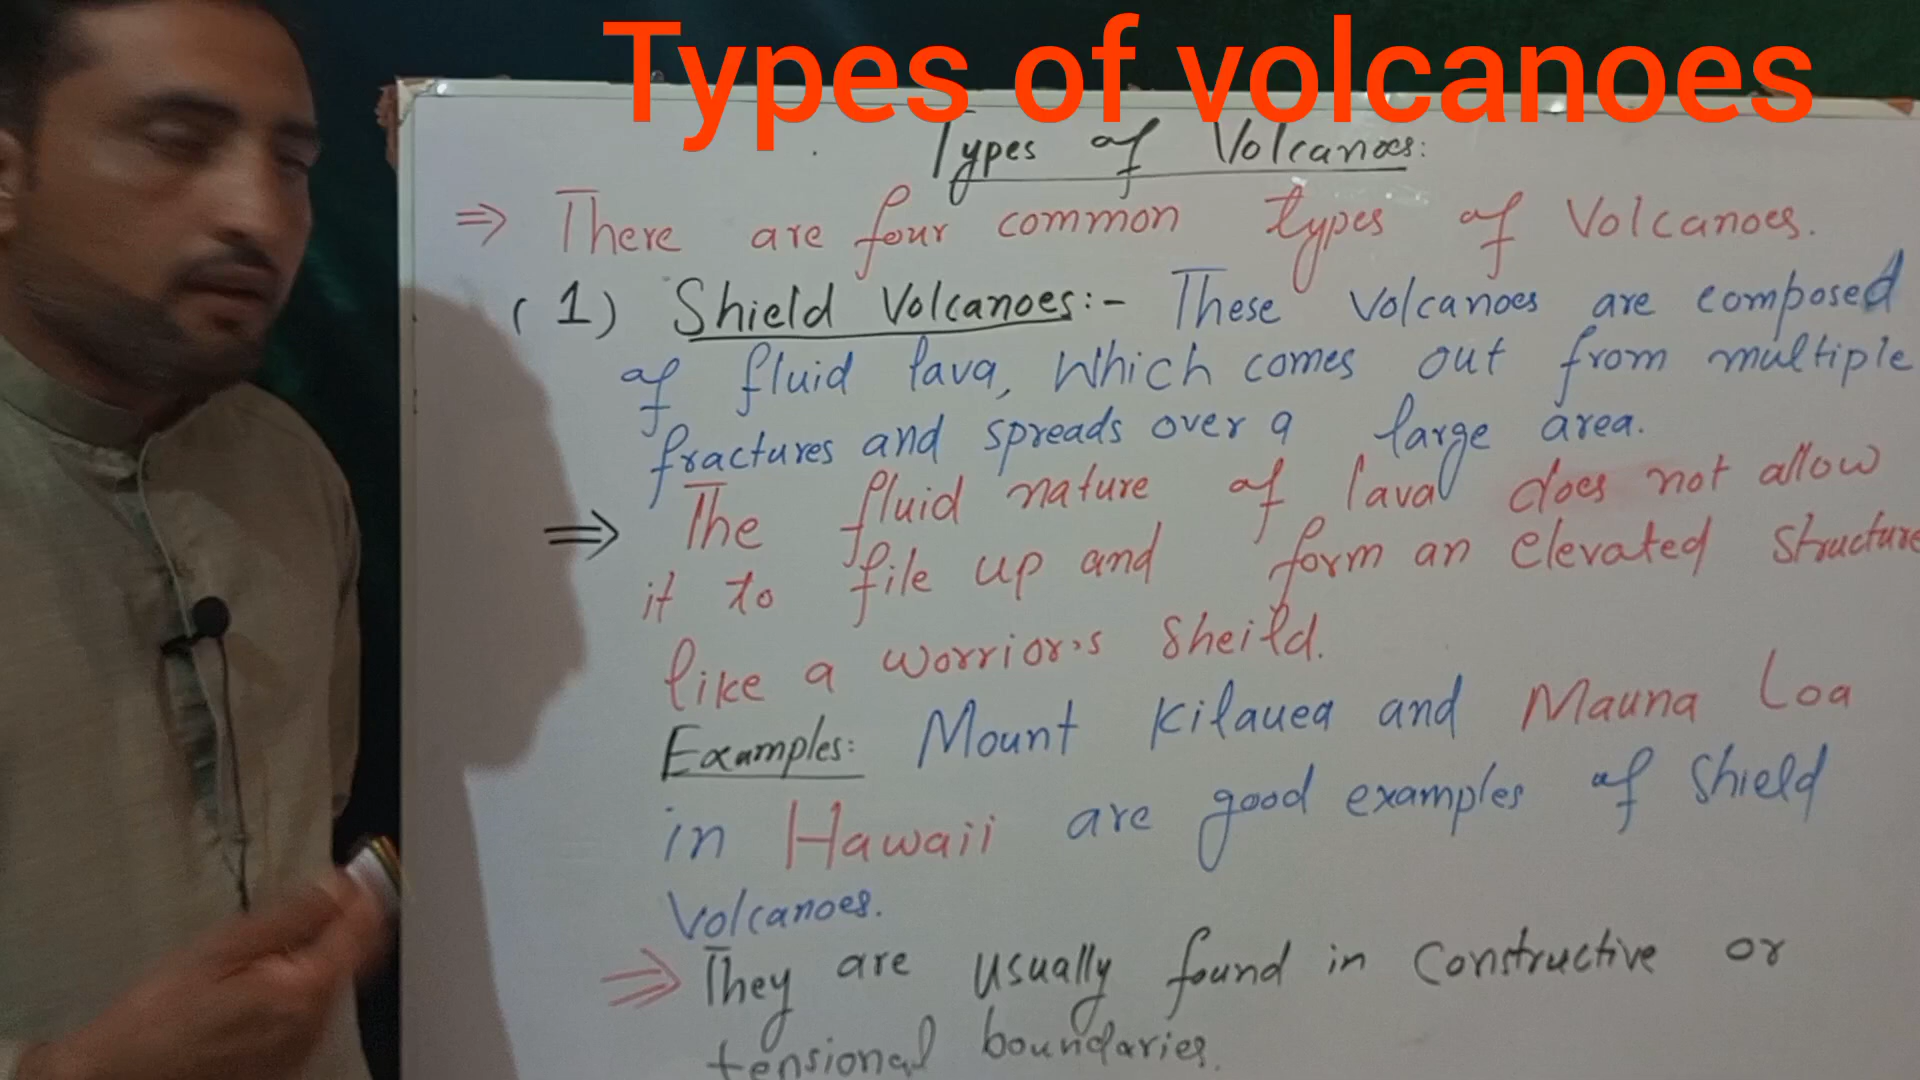 Types of volcanoes
Types of Volcanoes:
⇒ There are four common types of Volcanoes.
(1) Shield Volcanoes:- These Volcanoes are composed
of fluid lava, which comes out from multiple
fractures and spreads over a large area.
⇒ The fluid nature of lava does not allow
it to file up and form an elevated structure
like a worrior's sheild.
Examples: Mount Kilauea and Mauna Loa
in Hawaii are good examples of shield
Volcanoes.
⇒ They are usually found in constructive or
tensional boundaries.